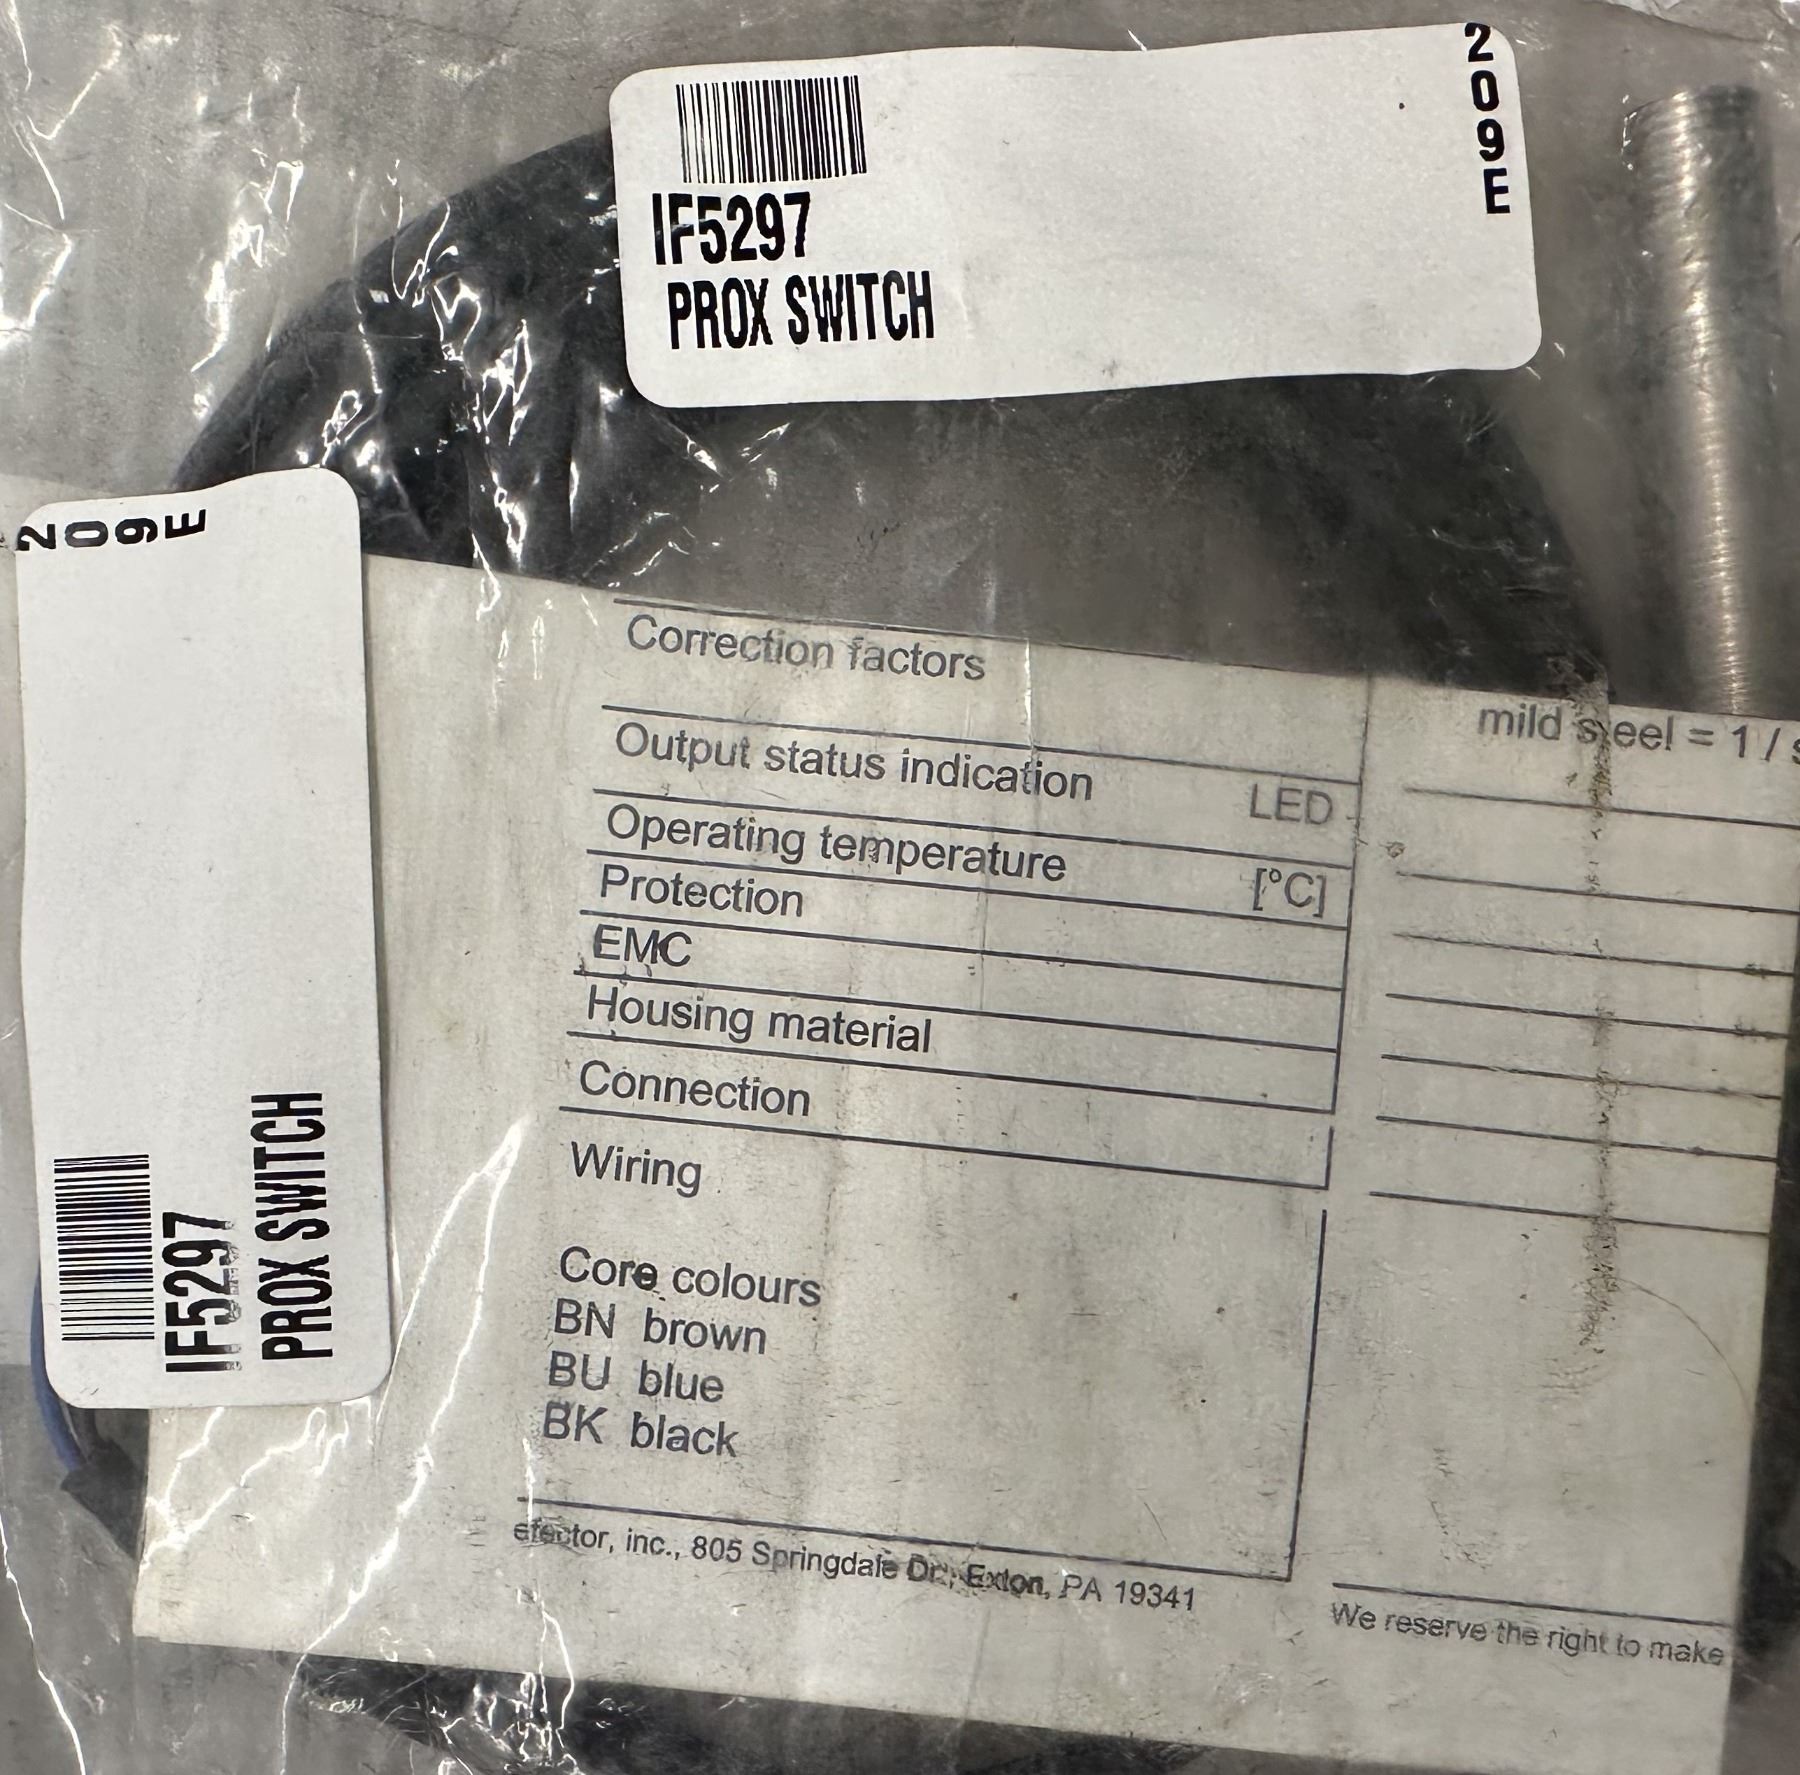 209E
IF5297
PROX SWITCH
209E
IF5297
PROX SWITCH
Correction factors
mild steel = 1 /
Output status indication LED
Operating temperature [°C]
Protection
EMC
Housing material
Connection
Wiring
Core colours
BN brown
BU blue
BK black
efector, inc., 805 Springdale Dr., Exton, PA 19341
We reserve the right to make